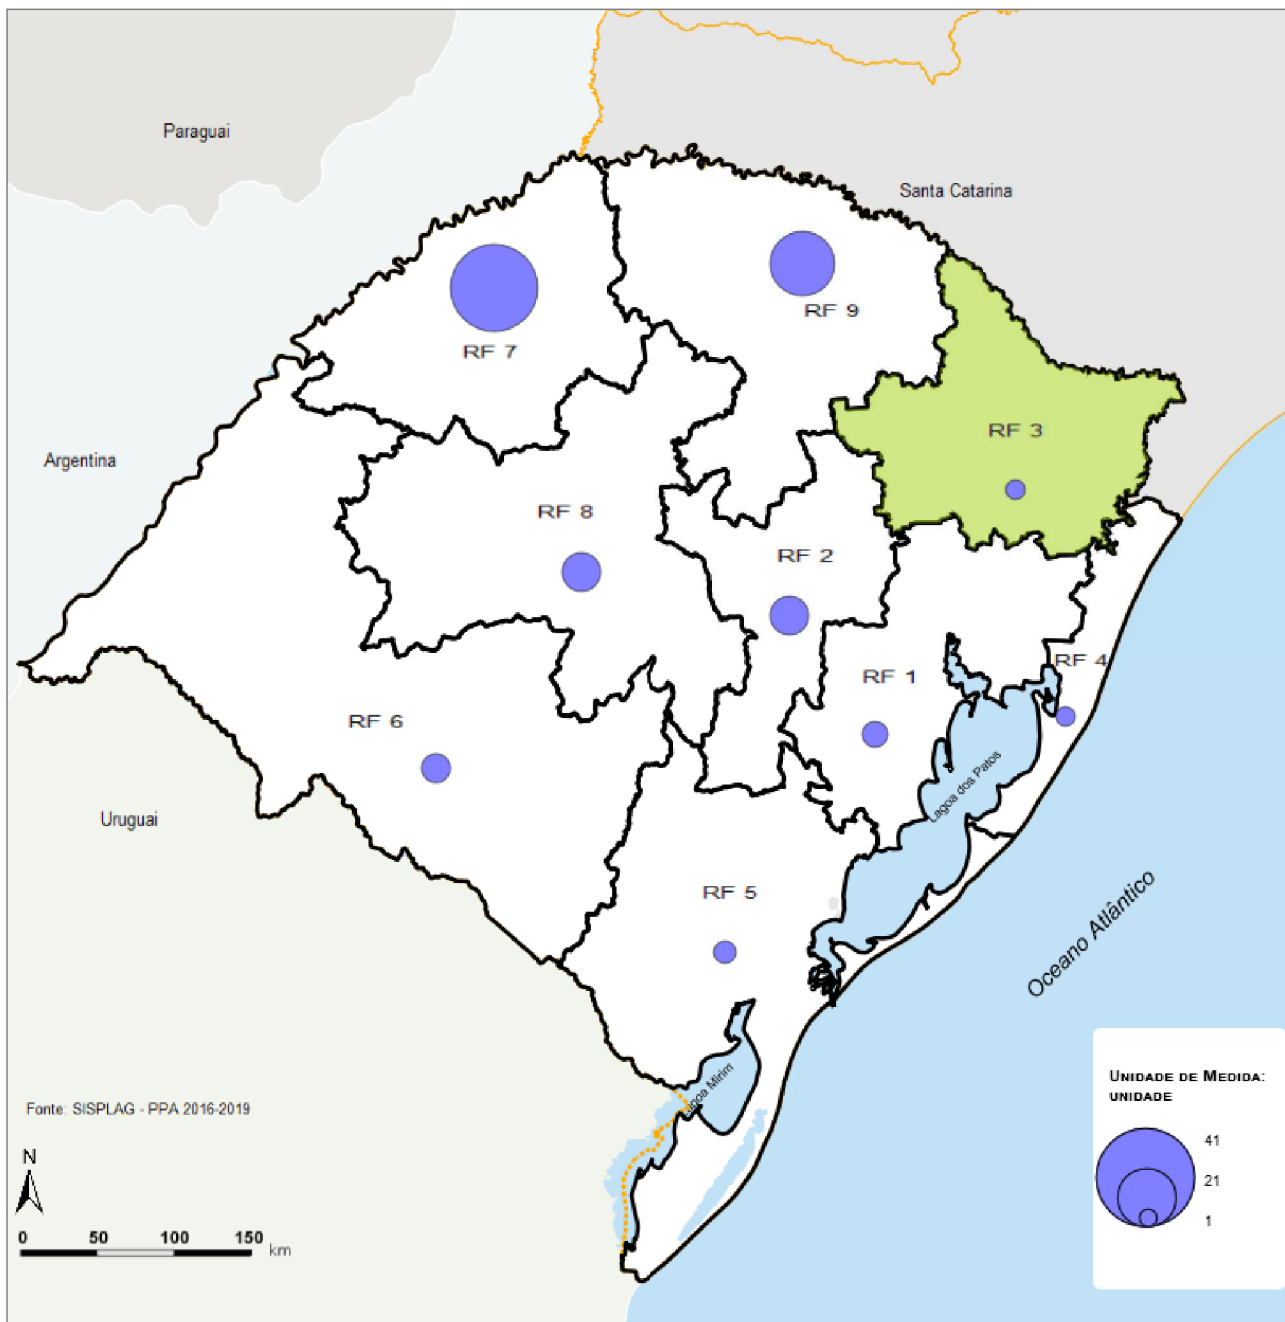 Paraguai
Santa Catarina
RF 9
RF 7
RF 3
Argentina
RF 8
RF 2
RF 4
RF 1
RF 6
Lagoa dos Patos
Uruguai
RF 5
Oceano Atlântico
Lagoa Mirim
Fonte: SISPLAG - PPA 2016-2019
N
0 50 100 150 km
UNIDADE DE MEDIDA:
UNIDADE
41
21
1